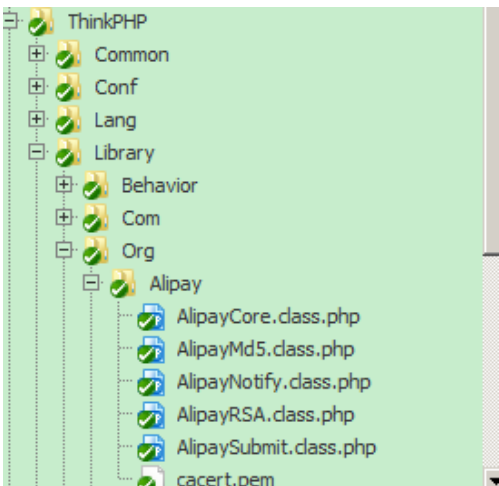 ThinkPHP
Common
Conf
Lang
Library
Behavior
Com
Org
Alipay
AlipayCore.class.php
AlipayMd5.class.php
AlipayNotify.class.php
AlipayRSA.class.php
AlipaySubmit.class.php
cacert.pem